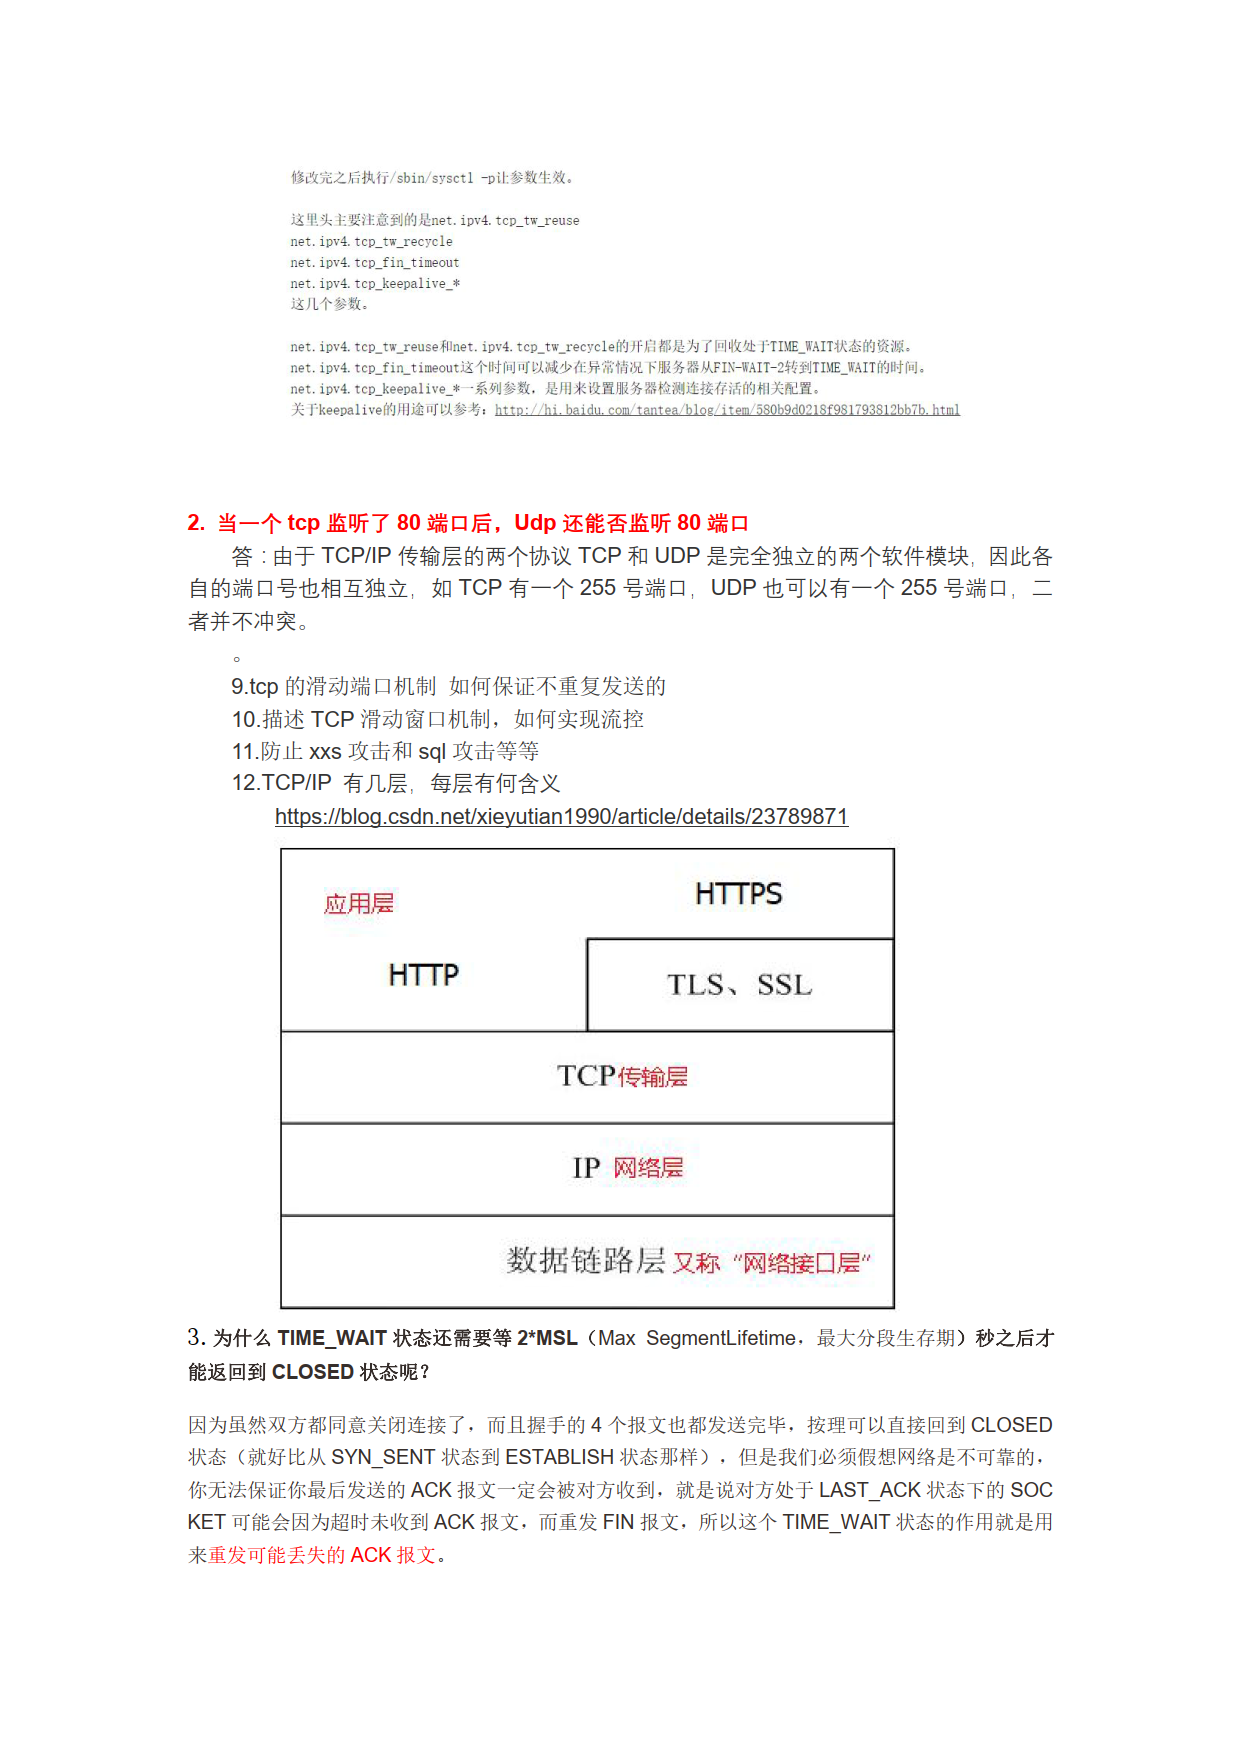 修改完之后执行/sbin/sysctl -p让参数生效。
这里头主要注意到的是net.ipv4.tcp_tw_reuse
net.ipv4.tcp_tw_recycle
net.ipv4.tcp_fin_timeout
net.ipv4.tcp_keepalive_*
这几个参数。
net.ipv4.tcp_tw_reuse和net.ipv4.tcp_tw_recycle的开启都是为了回收处于TIME_WAIT状态的资源。
net.ipv4.tcp_fin_timeout这个时间可以减少在异常情况下服务器从FIN-WAIT-2转到TIME_WAIT的时间。
net.ipv4.tcp_keepalive_*一系列参数，是用来设置服务器检测连接存活的相关配置。
关于keepalive的用途可以参考：http://hi.baidu.com/tantea/blog/item/580b9d0218f981793812bb7b.html
2. 当一个 tcp 监听了 80 端口后，Udp 还能否监听 80 端口
答：由于 TCP/IP 传输层的两个协议 TCP 和 UDP 是完全独立的两个软件模块，因此各
自的端口号也相互独立，如 TCP 有一个 255 号端口，UDP 也可以有一个 255 号端口，二
者并不冲突。
。
9.tcp 的滑动端口机制 如何保证不重复发送的
10.描述 TCP 滑动窗口机制，如何实现流控
11.防止 xxs 攻击和 sql 攻击等等
12.TCP/IP 有几层，每层有何含义
https://blog.csdn.net/xieyutian1990/article/details/23789871
应用层
HTTPS
HTTP
TLS、SSL
TCP传输层
IP 网络层
数据链路层 又称“网络接口层”
3. 为什么 TIME_WAIT 状态还需要等 2*MSL（Max SegmentLifetime，最大分段生存期）秒之后才
能返回到 CLOSED 状态呢？
因为虽然双方都同意关闭连接了，而且握手的 4 个报文也都发送完毕，按理可以直接回到 CLOSED
状态（就好比从 SYN_SENT 状态到 ESTABLISH 状态那样），但是我们必须假想网络是不可靠的，
你无法保证你最后发送的 ACK 报文一定会被对方收到，就是说对方处于 LAST_ACK 状态下的 SOC
KET 可能会因为超时未收到 ACK 报文，而重发 FIN 报文，所以这个 TIME_WAIT 状态的作用就是用
来重发可能丢失的 ACK 报文。